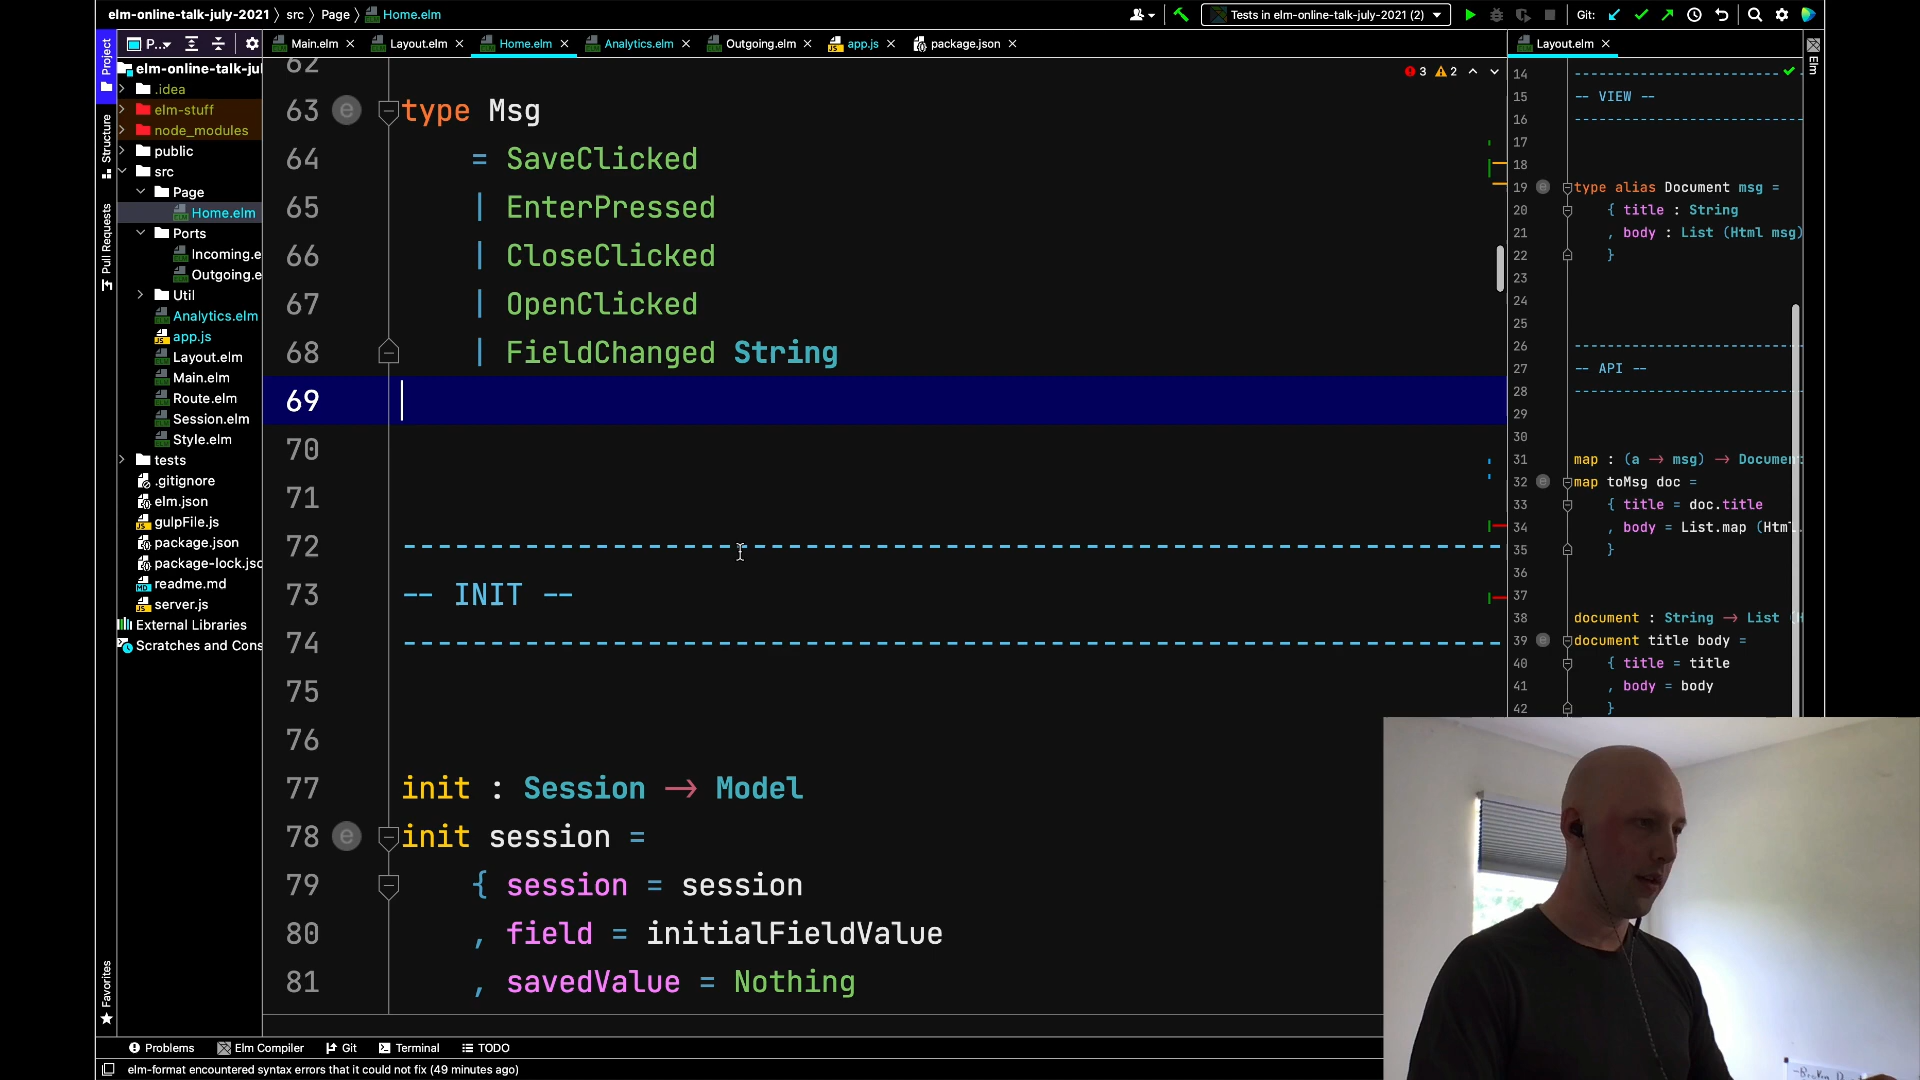 elm-online-talk-july-2021 〉 src 〉 Page 〉 Home.elm
Tests in elm-online-talk-july-2021 (2)
Git:
P...
Main.elm
Layout.elm
Home.elm
Analytics.elm
Outgoing.elm
app.js
package.json
Layout.elm
Project
Structure
Pull Requests
Favorites
Elm
elm-online-talk-jul
.idea
elm-stuff
node_modules
public
src
Page
Home.elm
Ports
Incoming.e
Outgoing.e
Util
Analytics.elm
app.js
Layout.elm
Main.elm
Route.elm
Session.elm
Style.elm
tests
.gitignore
elm.json
gulpFile.js
package.json
package-lock.jsc
readme.md
server.js
External Libraries
Scratches and Cons
3 2
62
63 type Msg
64 = SaveClicked
65 | EnterPressed
66 | CloseClicked
67 | OpenClicked
68 | FieldChanged String
69
70
71
72 ----------------------------------------------------------------
73 -- INIT --
74 ----------------------------------------------------------------
75
76
77 init : Session → Model
78 init session =
79 { session = session
80 , field = initialFieldValue
81 , savedValue = Nothing
14 ----------------------------
15 -- VIEW --
16 ----------------------------
17
18
19 type alias Document msg =
20 { title : String
21 , body : List (Html msg)
22 }
23
24
25
26 ----------------------------
27 -- API --
28 ----------------------------
29
30
31 map : (a → msg) → Documen
32 map toMsg doc =
33 { title = doc.title
34 , body = List.map (Html.
35 }
36
37
38 document : String → List (H
39 document title body =
40 { title = title
41 , body = body
42 }
Problems
Elm Compiler
Git
Terminal
TODO
elm-format encountered syntax errors that it could not fix (49 minutes ago)